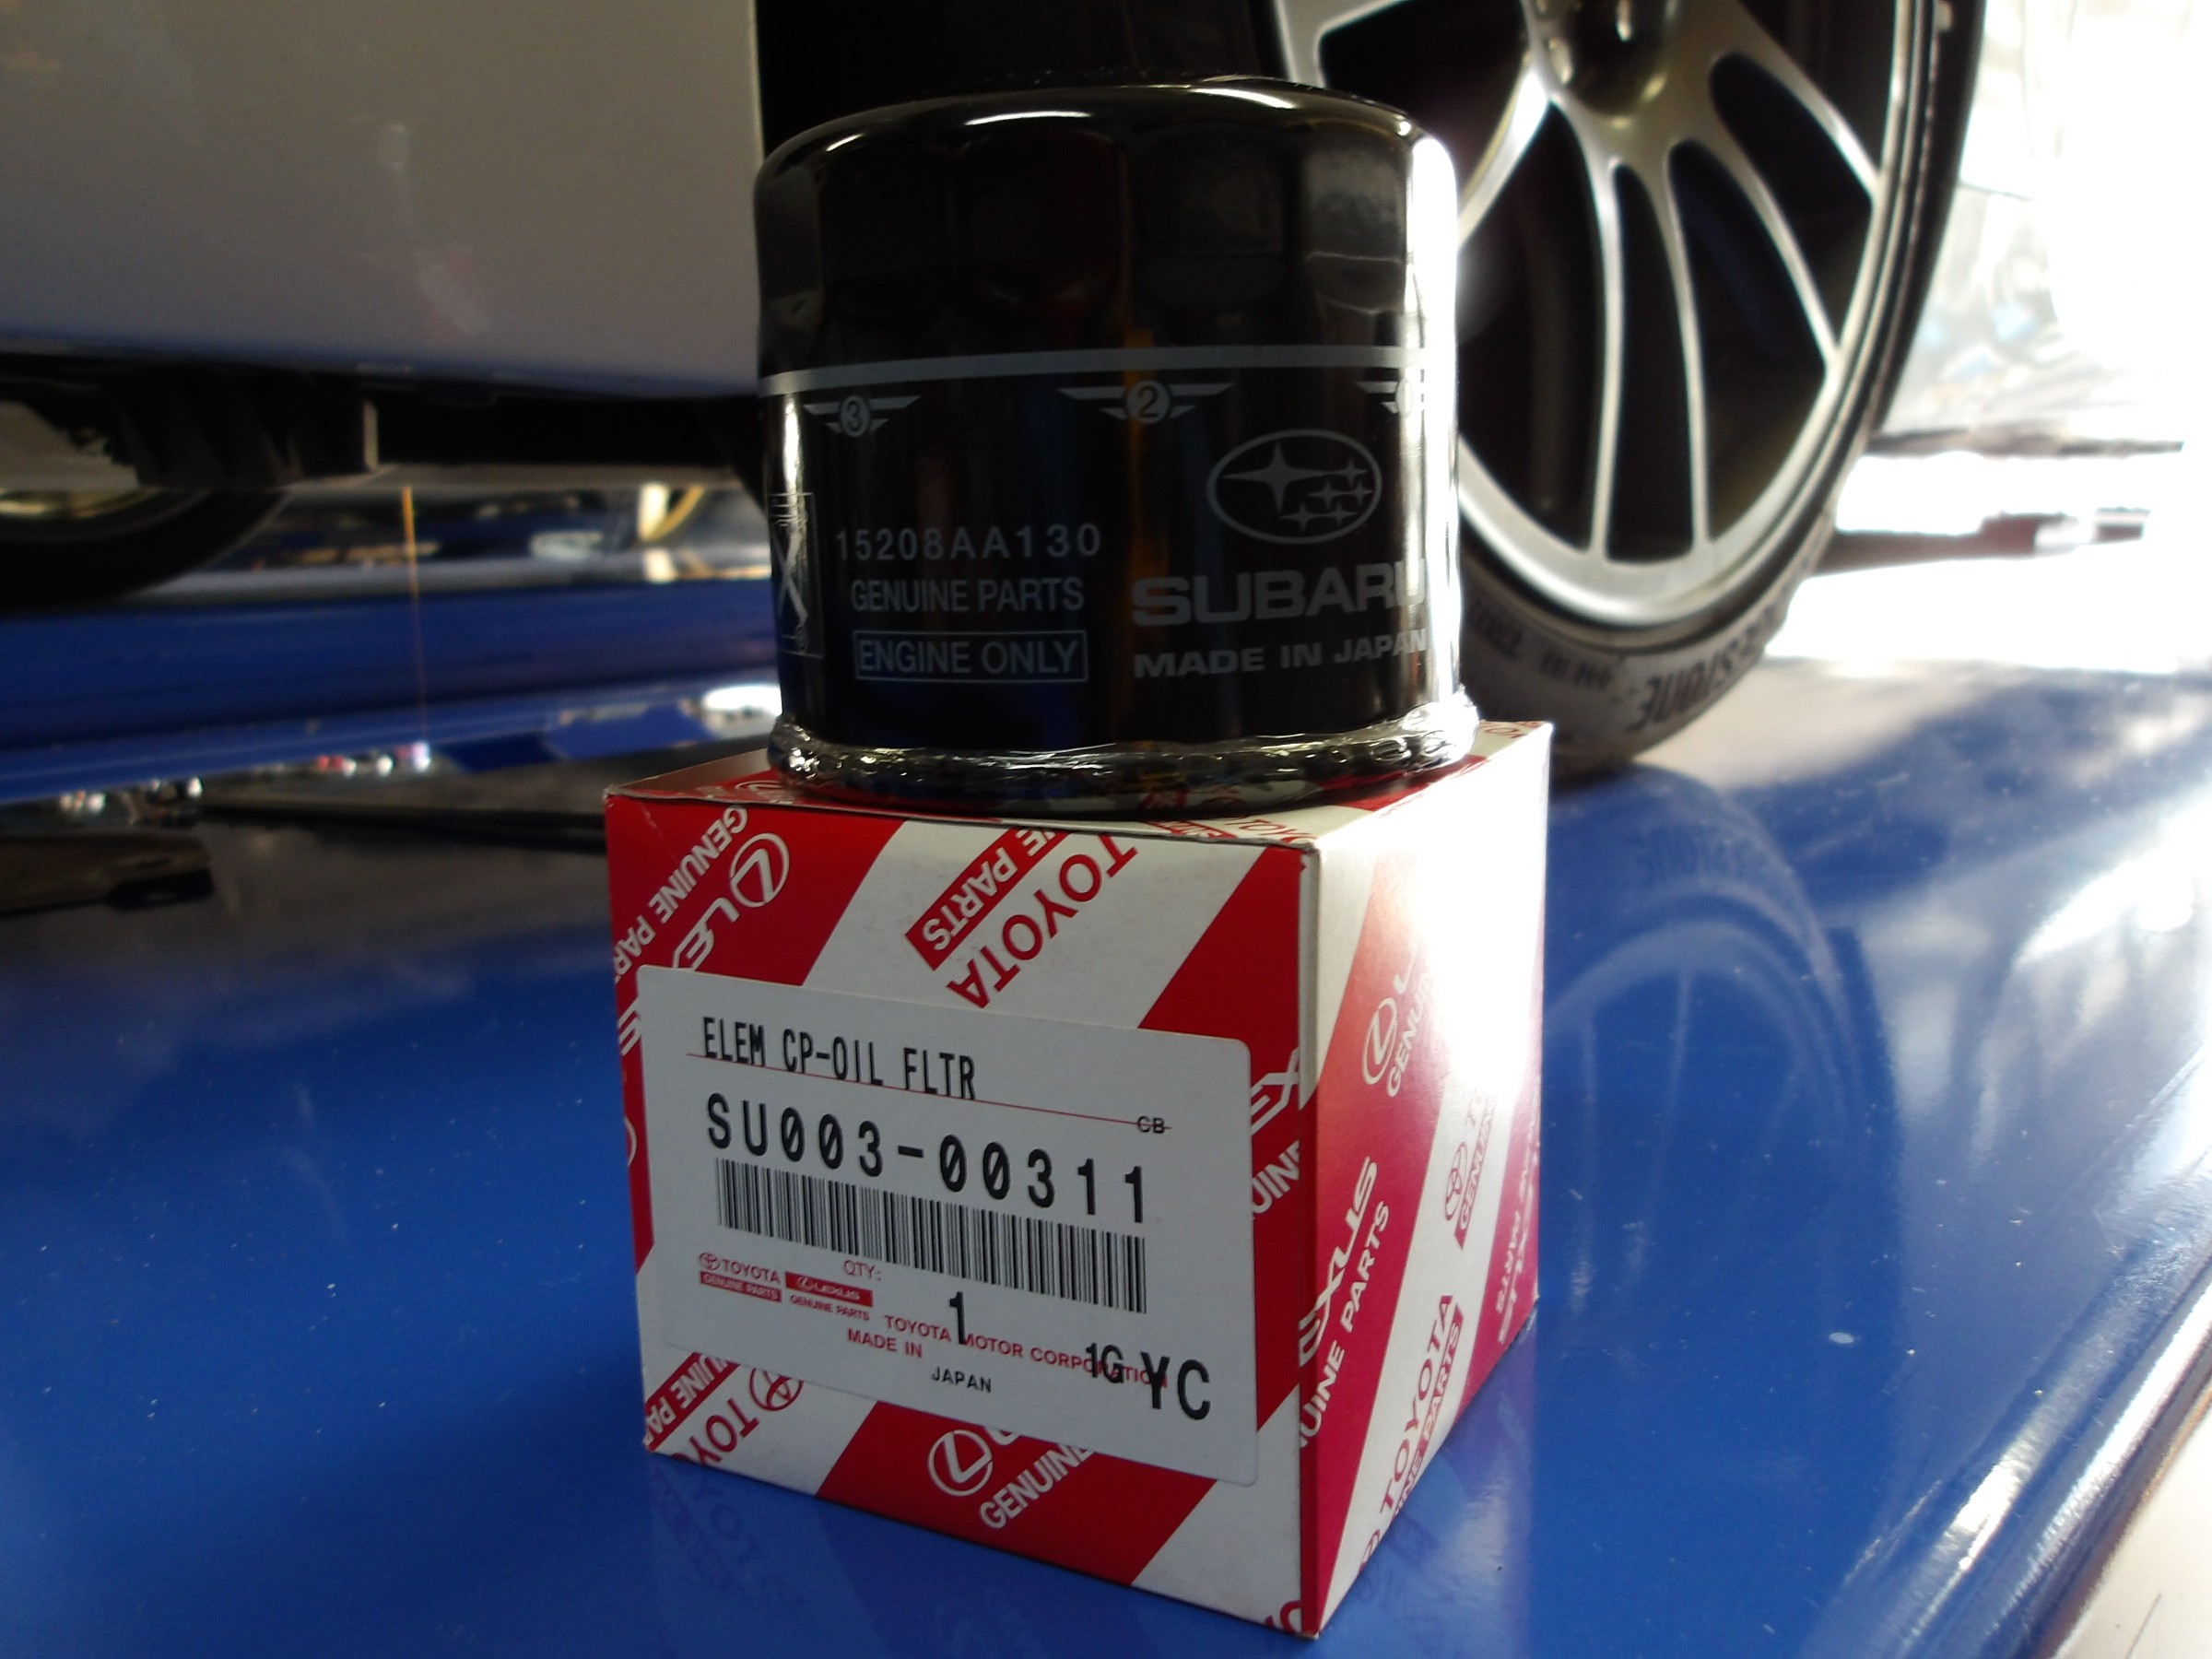 3
2
15208AA130
GENUINE PARTS
ENGINE ONLY
SUBARU
MADE IN JAPAN
GENUINE PARTS
TOYOTA
ELEM CP-OIL FLTR
CB
SU003-00311
TOYOTA
GENUINE PARTS
LEXUS
GENUINE PARTS
QTY:
1
TOYOTA MOTOR CORPORATION
MADE IN
JAPAN
1G YC
GENUINE
LEXUS
GENUINE PARTS
TOYOTA